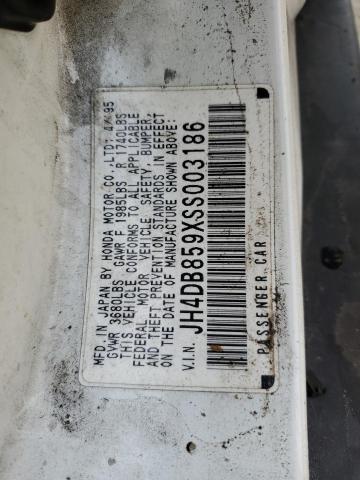 MFD. IN JAPAN BY HONDA MOTOR CO.,LTD; 4/95
GVWR 3680LBS GAWR F 1985LBS R 1740LBS
THIS VEHICLE CONFORMS TO ALL APPLICABLE
FEDERAL MOTOR VEHICLE SAFETY, BUMPER,
AND THEFT PREVENTION STANDARDS IN EFFECT
ON THE DATE OF MANUFACTURE SHOWN ABOVE:
V.I.N. JH4DB859XSS003186
PASSENGER CAR